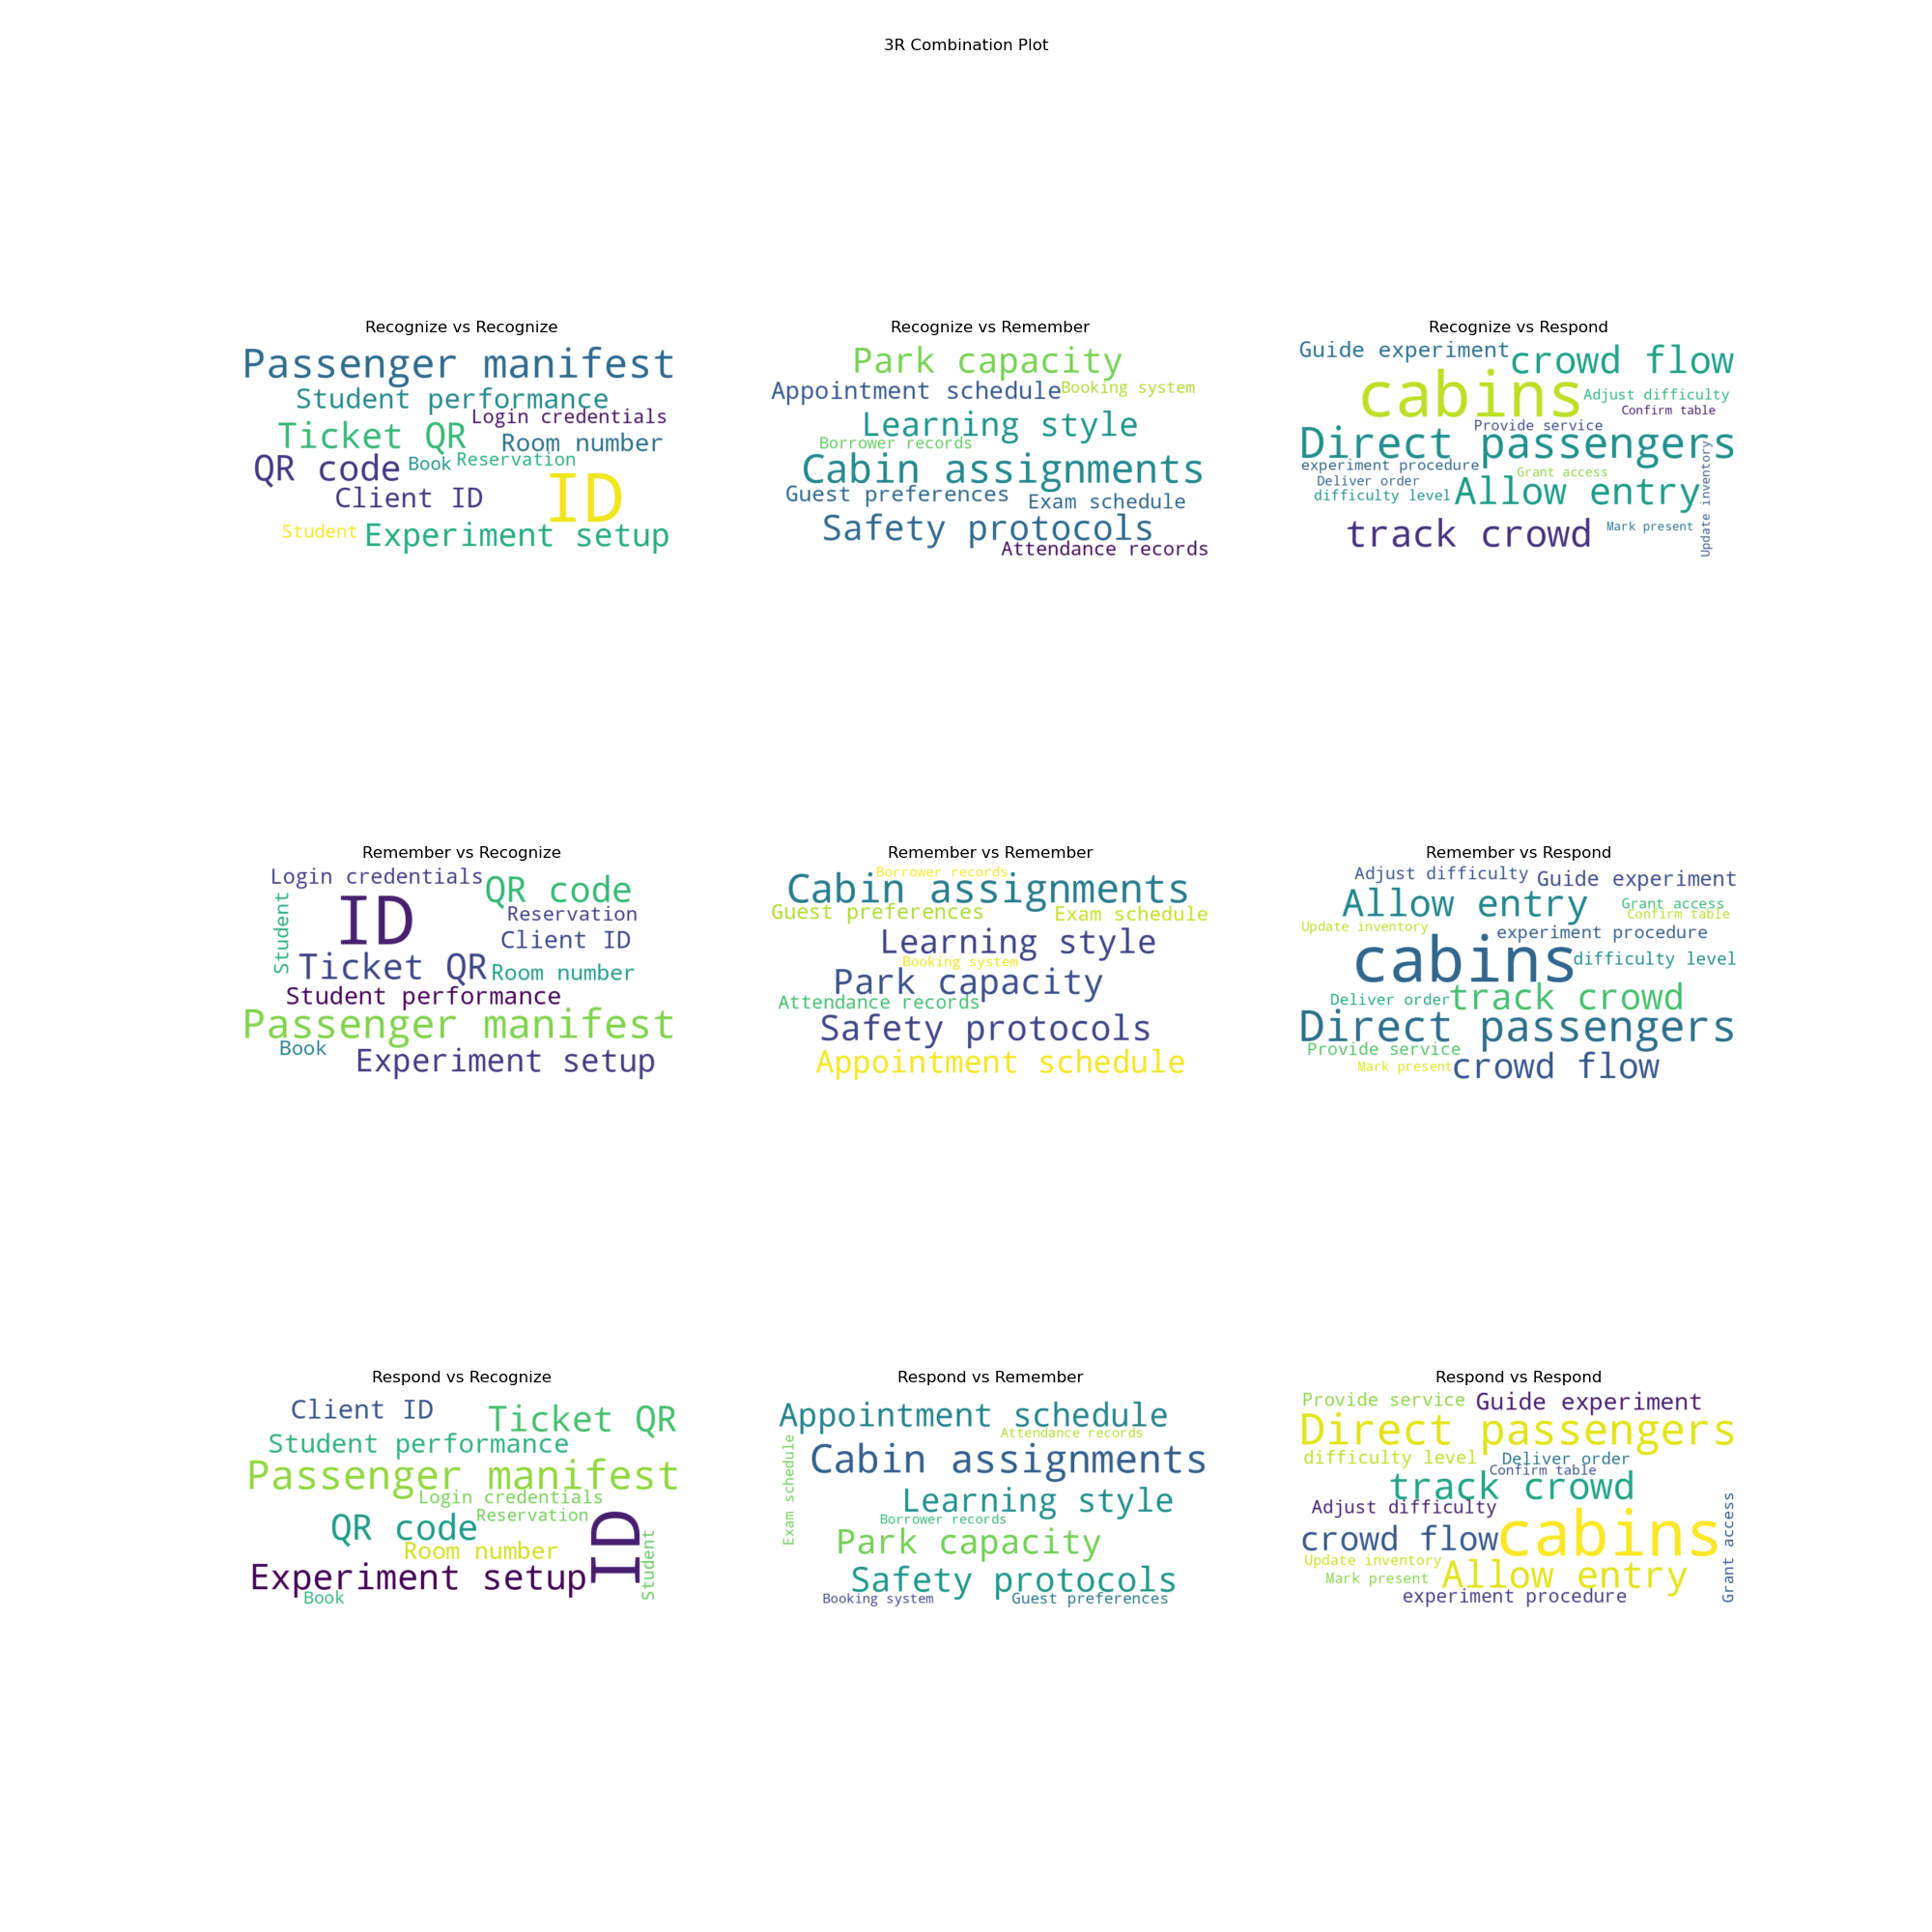 3R Combination Plot
Recognize vs Recognize
Passenger manifest
Student performance
Login credentials
Ticket QR
Room number
QR code
Book
Reservation
Client ID
ID
Student
Experiment setup
Recognize vs Remember
Park capacity
Appointment schedule
Booking system
Learning style
Borrower records
Cabin assignments
Guest preferences
Exam schedule
Safety protocols
Attendance records
Recognize vs Respond
Guide experiment
crowd flow
cabins
Adjust difficulty
Confirm table
Provide service
Direct passengers
experiment procedure
Grant access
Deliver order
difficulty level
Allow entry
Update inventory
track crowd
Mark present
Remember vs Recognize
Login credentials
QR code
Student
ID
Reservation
Client ID
Ticket QR
Room number
Student performance
Passenger manifest
Book
Experiment setup
Remember vs Remember
Borrower records
Cabin assignments
Guest preferences
Exam schedule
Learning style
Booking system
Park capacity
Attendance records
Safety protocols
Appointment schedule
Remember vs Respond
Adjust difficulty
Guide experiment
Allow entry
Grant access
Confirm table
Update inventory
experiment procedure
cabins
difficulty level
Deliver order
track crowd
Direct passengers
Provide service
Mark present
crowd flow
Respond vs Recognize
Client ID
Ticket QR
Student performance
Passenger manifest
Login credentials
Reservation
QR code
ID
Room number
Student
Experiment setup
Book
Respond vs Remember
Appointment schedule
Attendance records
Exam schedule
Cabin assignments
Learning style
Borrower records
Park capacity
Safety protocols
Booking system
Guest preferences
Respond vs Respond
Provide service
Guide experiment
Direct passengers
difficulty level
Deliver order
Confirm table
track crowd
Adjust difficulty
crowd flow
cabins
Grant access
Update inventory
Mark present
Allow entry
experiment procedure